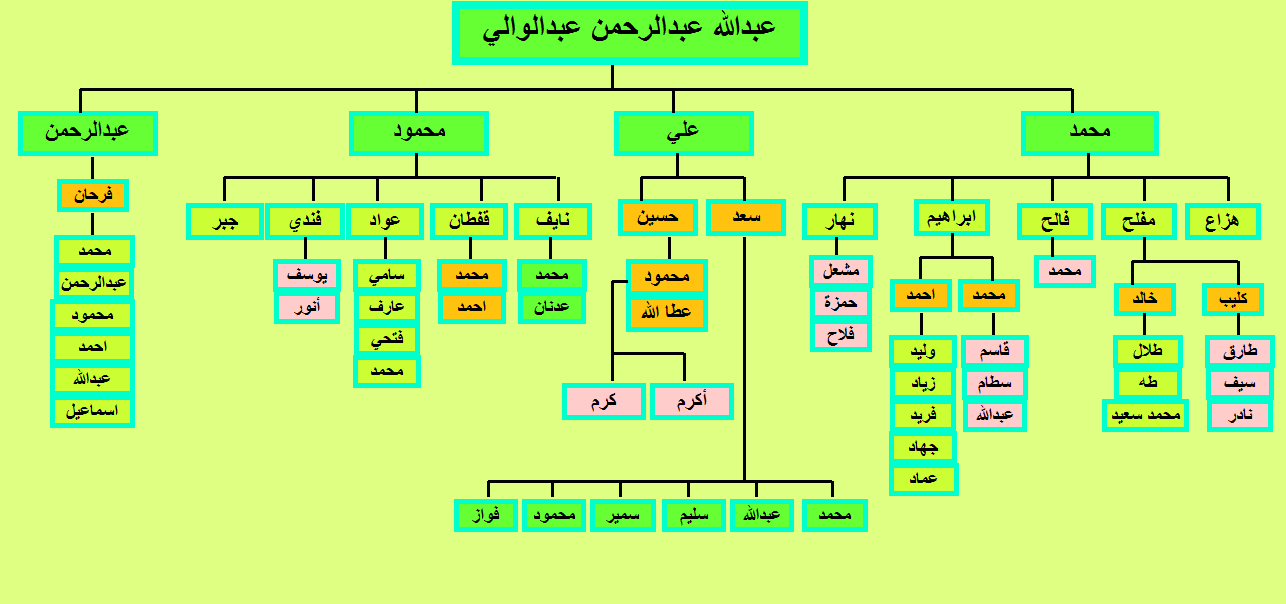 عبدالله عبدالرحمن عبدالوالي
محمد
علي
محمود
عبدالرحمن
هزاع
مفلح
فالح
ابراهيم
نهار
سعد
حسين
نايف
قفطان
عواد
فندي
جبر
فرحان
كليب
خالد
محمد
محمد
احمد
مشعل
حمزة
فلاح
محمود
عطا الله
محمد
عدنان
محمد
احمد
سامي
عارف
فتحي
محمد
يوسف
أنور
محمد
عبدالرحمن
محمود
احمد
عبدالله
اسماعيل
طارق
سيف
نادر
طلال
طه
محمد سعيد
قاسم
سطام
عبدالله
وليد
زياد
فريد
جهاد
عماد
أكرم
كرم
محمد
عبدالله
سليم
سمير
محمود
فواز